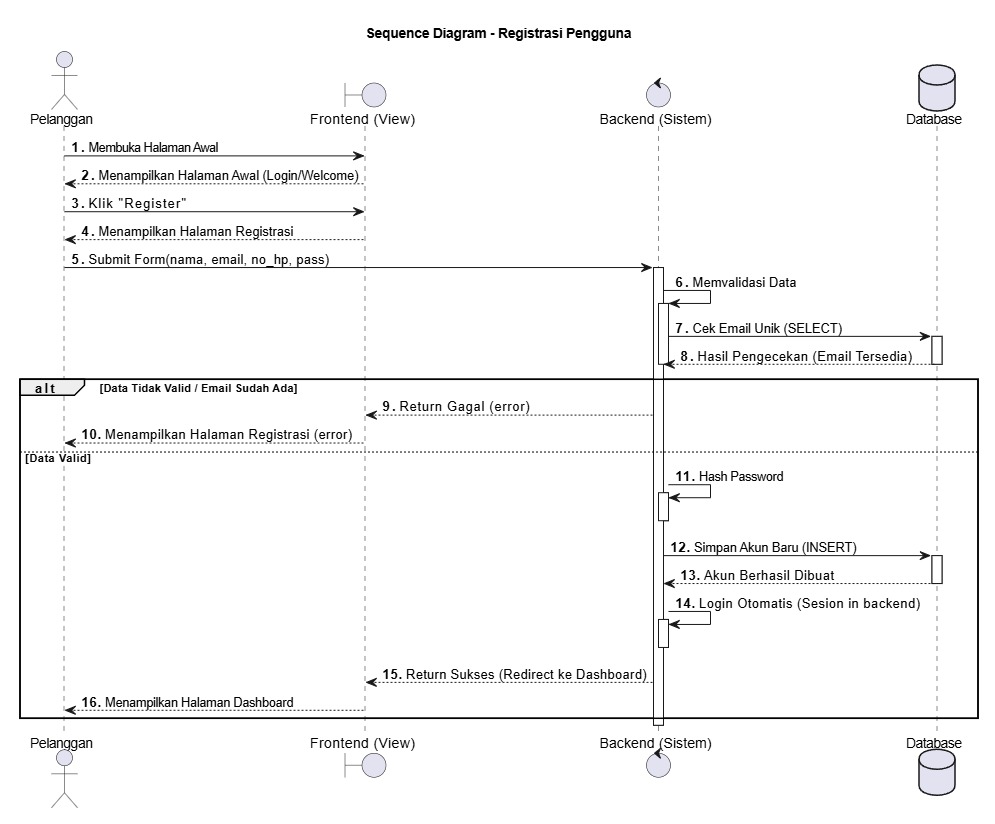 Sequence Diagram - Registrasi Pengguna
Pelanggan
Frontend (View)
Backend (Sistem)
Database
1. Membuka Halaman Awal
2. Menampilkan Halaman Awal (Login/Welcome)
3. Klik "Register"
4. Menampilkan Halaman Registrasi
5. Submit Form(nama, email, no_hp, pass)
6. Memvalidasi Data
7. Cek Email Unik (SELECT)
8. Hasil Pengecekan (Email Tersedia)
alt [Data Tidak Valid / Email Sudah Ada]
9. Return Gagal (error)
10. Menampilkan Halaman Registrasi (error)
[Data Valid]
11. Hash Password
12. Simpan Akun Baru (INSERT)
13. Akun Berhasil Dibuat
14. Login Otomatis (Sesion in backend)
15. Return Sukses (Redirect ke Dashboard)
16. Menampilkan Halaman Dashboard
Pelanggan
Frontend (View)
Backend (Sistem)
Database